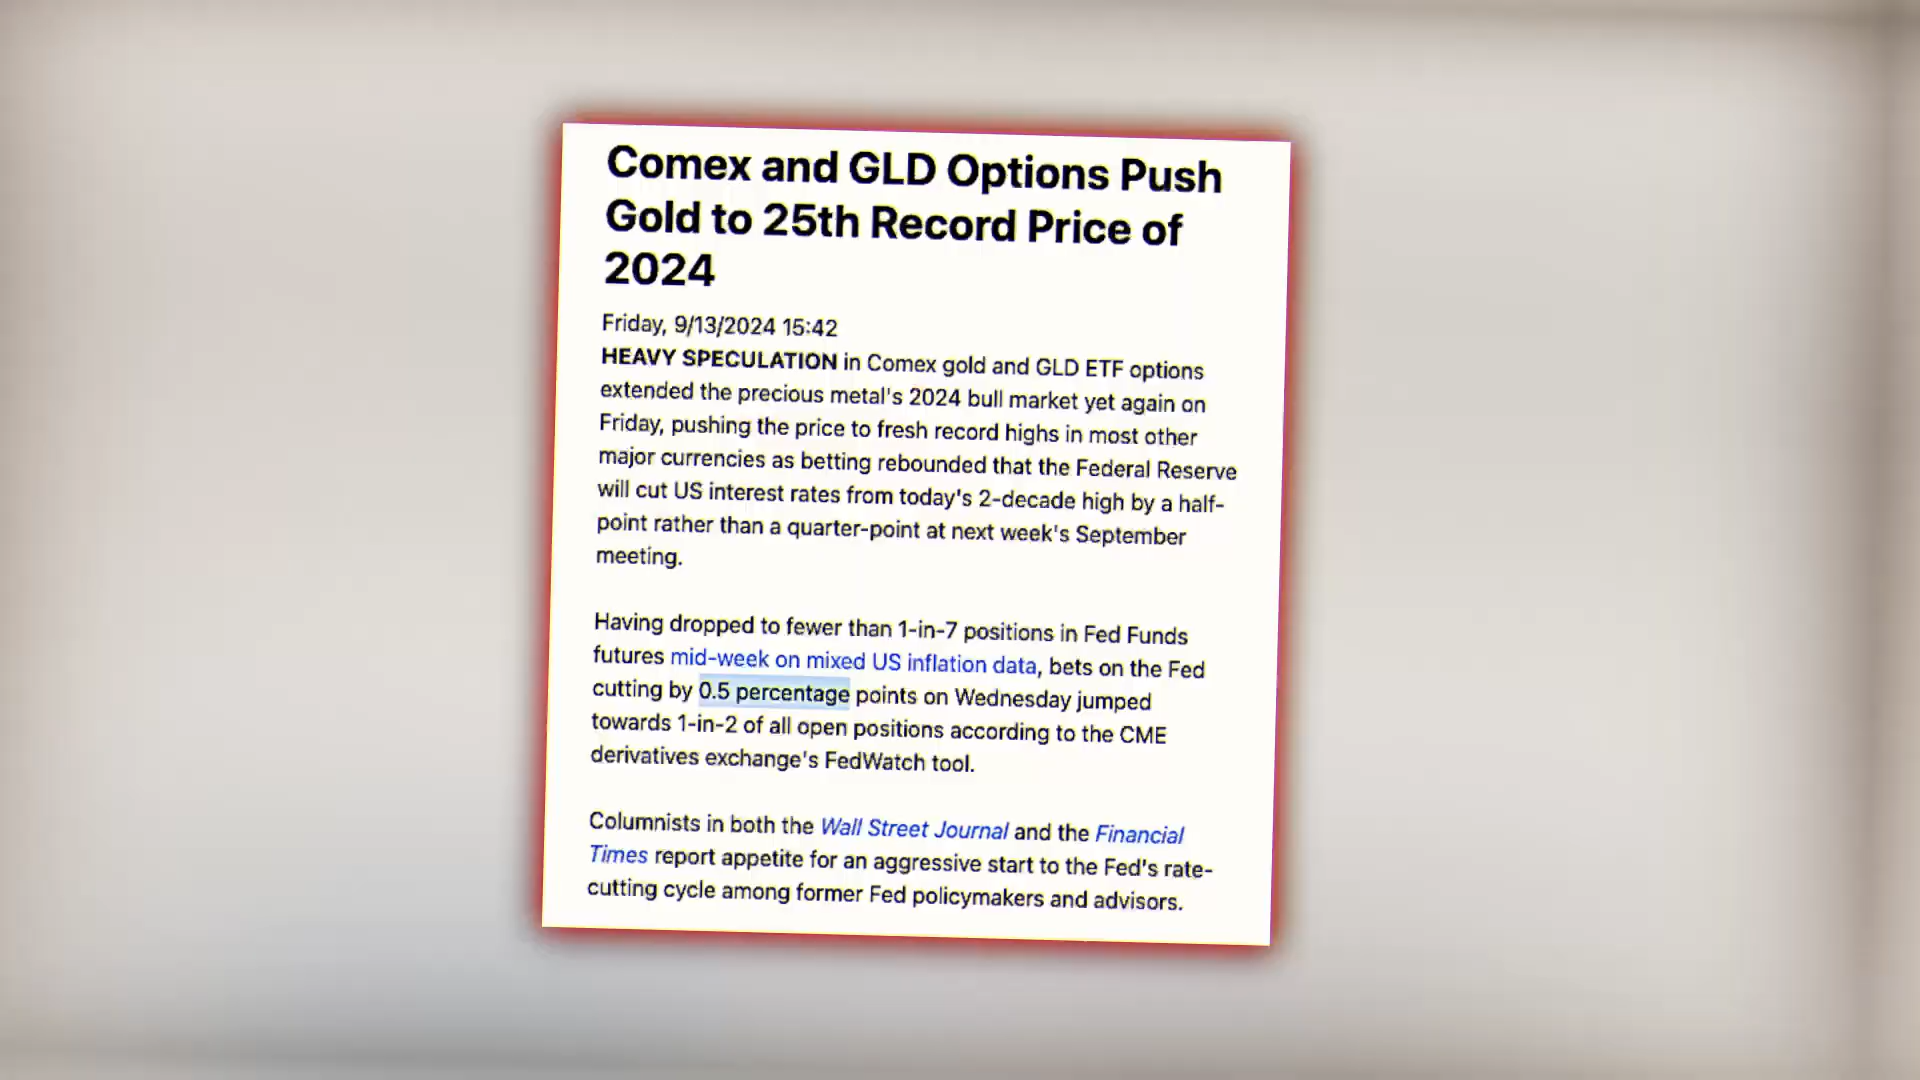 Comex and GLD Options Push
Gold to 25th Record Price of
2024
Friday, 9/13/2024 15:42
HEAVY SPECULATION in Comex gold and GLD ETF options
extended the precious metal's 2024 bull market yet again on
Friday, pushing the price to fresh record highs in most other
major currencies as betting rebounded that the Federal Reserve
will cut US interest rates from today's 2-decade high by a half-
point rather than a quarter-point at next week's September
meeting.
Having dropped to fewer than 1-in-7 positions in Fed Funds
futures mid-week on mixed US inflation data, bets on the Fed
cutting by 0.5 percentage points on Wednesday jumped
towards 1-in-2 of all open positions according to the CME
derivatives exchange's FedWatch tool.
Columnists in both the Wall Street Journal and the Financial
Times report appetite for an aggressive start to the Fed's rate-
cutting cycle among former Fed policymakers and advisors.